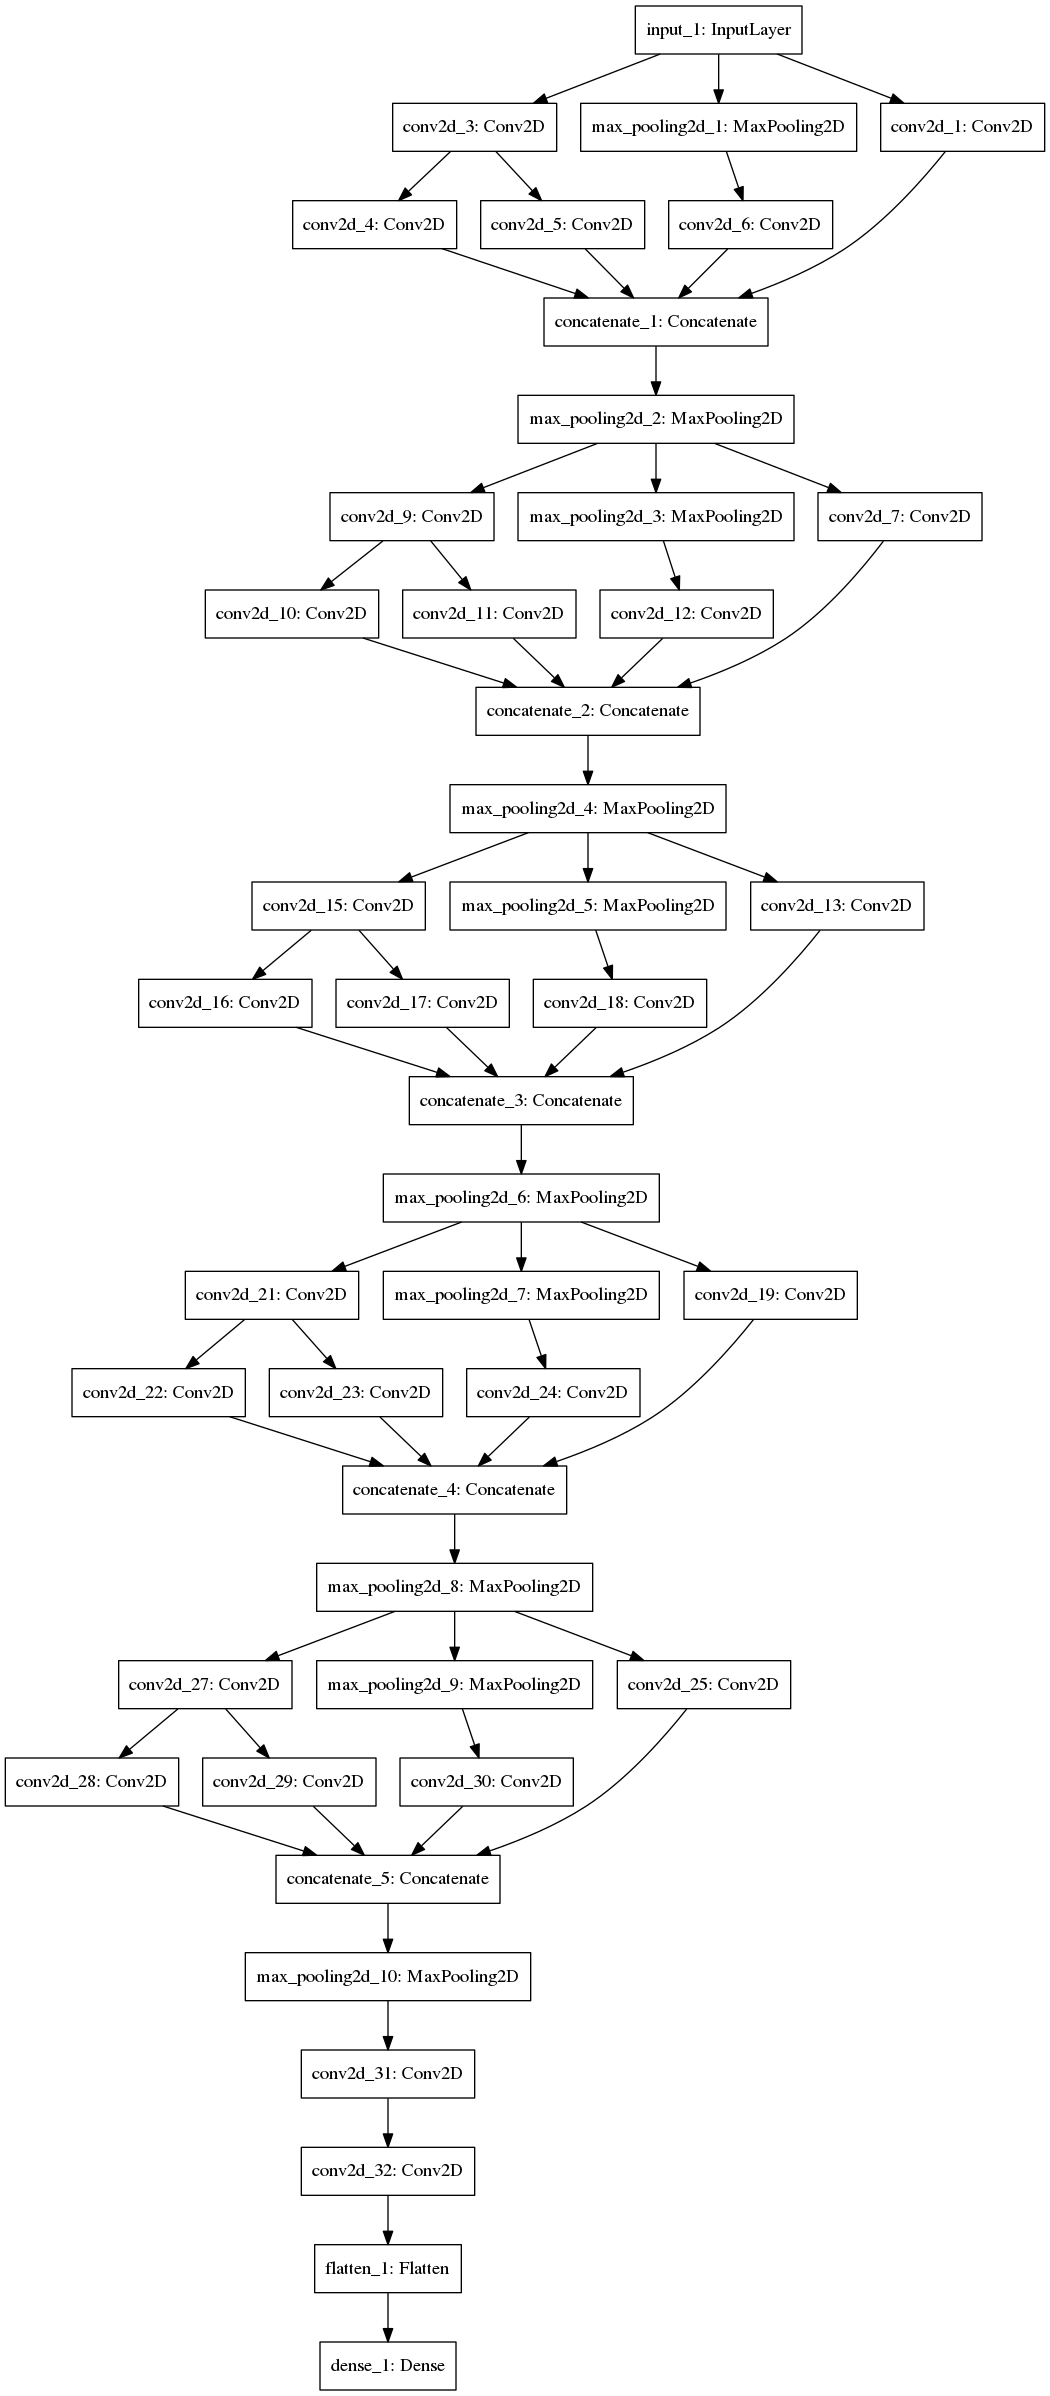 input_1: InputLayer
conv2d_3: Conv2D
max_pooling2d_1: MaxPooling2D
conv2d_1: Conv2D
conv2d_4: Conv2D
conv2d_5: Conv2D
conv2d_6: Conv2D
concatenate_1: Concatenate
max_pooling2d_2: MaxPooling2D
conv2d_9: Conv2D
max_pooling2d_3: MaxPooling2D
conv2d_7: Conv2D
conv2d_10: Conv2D
conv2d_11: Conv2D
conv2d_12: Conv2D
concatenate_2: Concatenate
max_pooling2d_4: MaxPooling2D
conv2d_15: Conv2D
max_pooling2d_5: MaxPooling2D
conv2d_13: Conv2D
conv2d_16: Conv2D
conv2d_17: Conv2D
conv2d_18: Conv2D
concatenate_3: Concatenate
max_pooling2d_6: MaxPooling2D
conv2d_21: Conv2D
max_pooling2d_7: MaxPooling2D
conv2d_19: Conv2D
conv2d_22: Conv2D
conv2d_23: Conv2D
conv2d_24: Conv2D
concatenate_4: Concatenate
max_pooling2d_8: MaxPooling2D
conv2d_27: Conv2D
max_pooling2d_9: MaxPooling2D
conv2d_25: Conv2D
conv2d_28: Conv2D
conv2d_29: Conv2D
conv2d_30: Conv2D
concatenate_5: Concatenate
max_pooling2d_10: MaxPooling2D
conv2d_31: Conv2D
conv2d_32: Conv2D
flatten_1: Flatten
dense_1: Dense